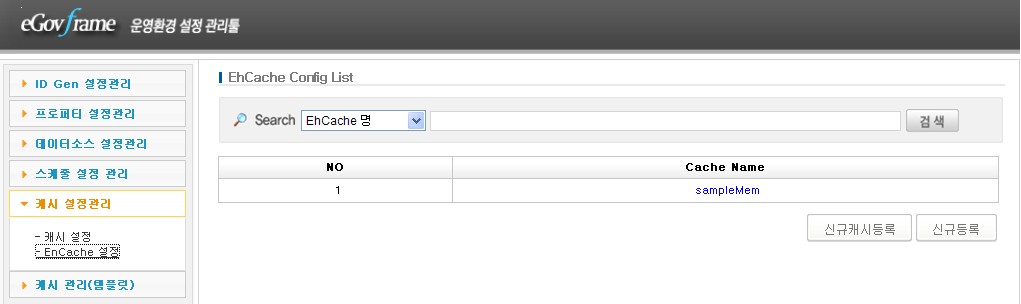 eGovframe 운영환경 설정 관리툴
ID Gen 설정관리
프로퍼티 설정관리
데이터소스 설정관리
스케줄 설정 관리
캐시 설정관리
- 캐시 설정
- EnCache 설정
캐시 관리(템플릿)
EhCache Config List
Search EhCache 명 검색
NO Cache Name
1 sampleMem
신규캐시등록 신규등록